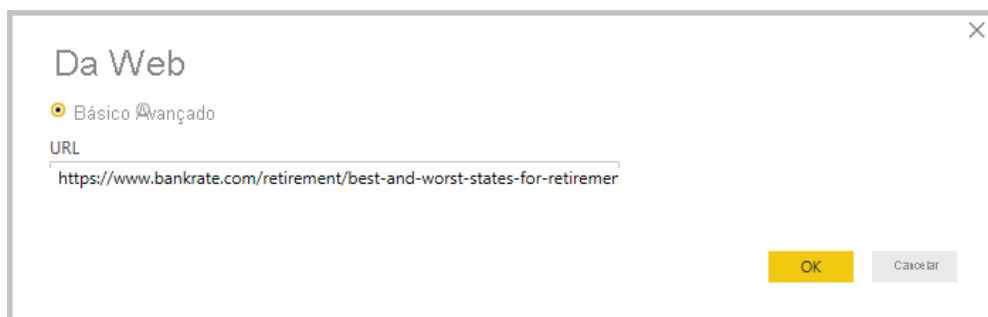 Da Web
Básico Avançado
URL
https://www.bankrate.com/retirement/best-and-worst-states-for-retiremer
OK Cancelar